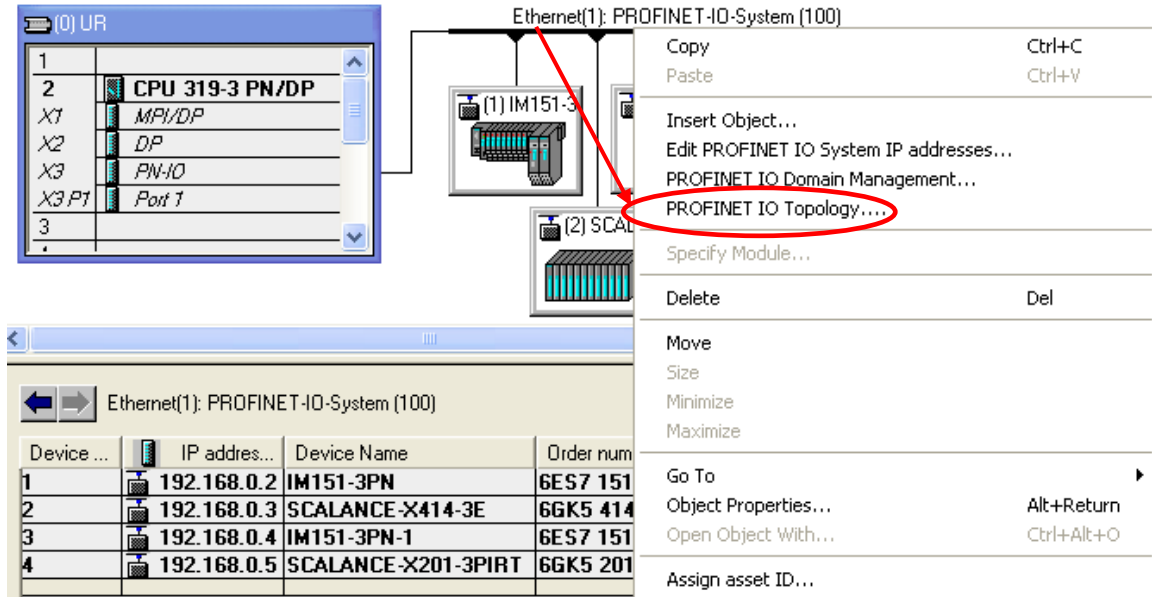 (0) UR
1
2 CPU 319-3 PN/DP
X1 MPI/DP
X2 DP
X3 PN-IO
X3 P1 Port 1
3
Ethernet(1): PROFINET-IO-System (100)
(1) IM151-3
(2) SCAL
Copy Ctrl+C
Paste Ctrl+V
Insert Object...
Edit PROFINET IO System IP addresses...
PROFINET IO Domain Management...
PROFINET IO Topology....
Specify Module...
Delete Del
Move
Size
Minimize
Maximize
Go To
Object Properties... Alt+Return
Open Object With... Ctrl+Alt+O
Assign asset ID...
Ethernet(1): PROFINET-IO-System (100)
Device ... IP addres... Device Name Order num
1 192.168.0.2 IM151-3PN 6ES7 151
2 192.168.0.3 SCALANCE-X414-3E 6GK5 414
3 192.168.0.4 IM151-3PN-1 6ES7 151
4 192.168.0.5 SCALANCE-X201-3PIRT 6GK5 201